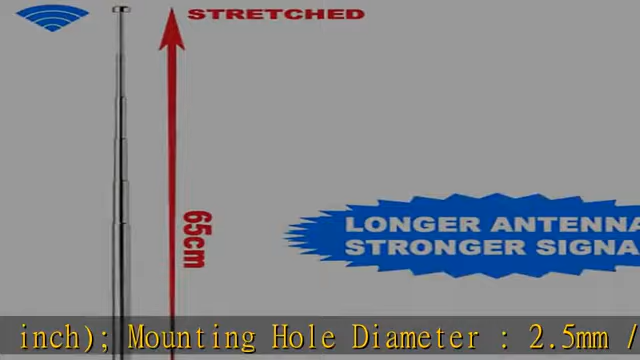 STRETCHED
65cm
LONGER ANTENNA
STRONGER SIGNA
inch); Mounting Hole Diameter : 2.5mm /